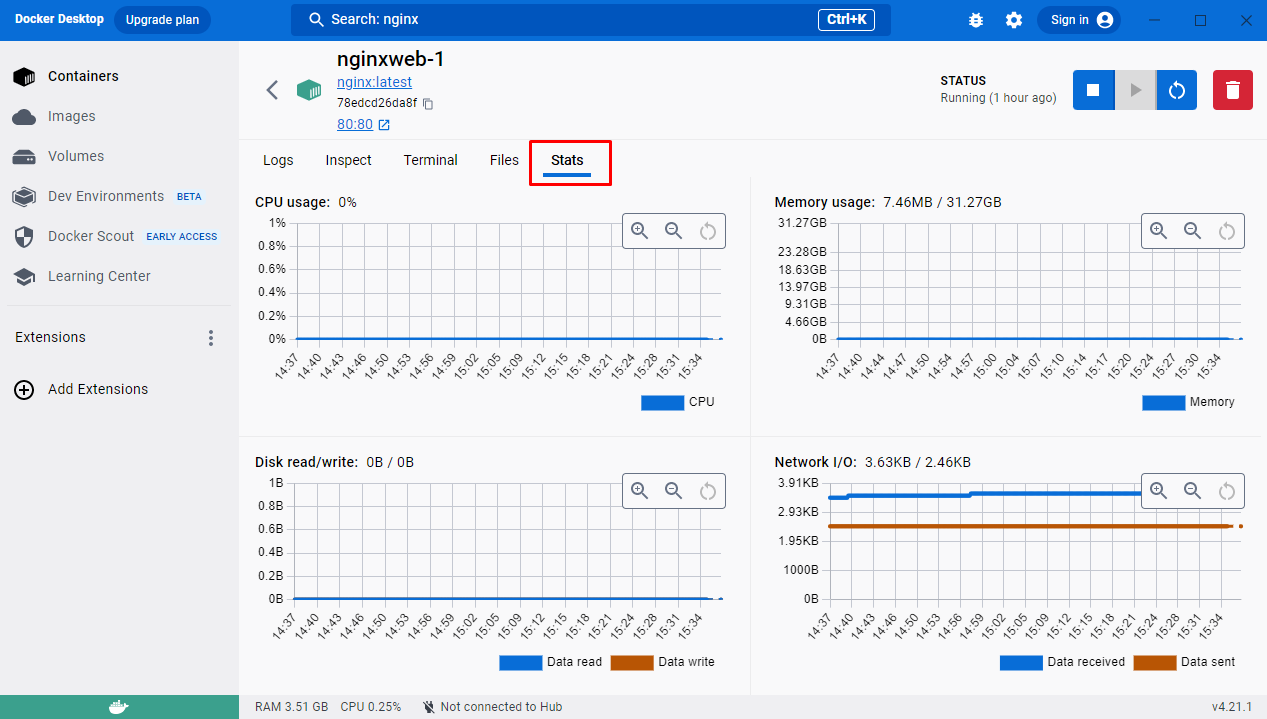 Docker Desktop
Upgrade plan
Search: nginx
Ctrl+K
Sign in
Containers
Images
Volumes
Dev Environments BETA
Docker Scout EARLY ACCESS
Learning Center
Extensions
Add Extensions
nginxweb-1
nginx:latest
78edcd26da8f
80:80
STATUS
Running (1 hour ago)
Logs Inspect Terminal Files Stats
CPU usage: 0%
1%
0.8%
0.6%
0.4%
0.2%
0%
14:37 14:40 14:43 14:46 14:50 14:53 14:56 14:59 15:02 15:05 15:09 15:12 15:15 15:18 15:21 15:24 15:28 15:31 15:34
CPU
Memory usage: 7.46MB / 31.27GB
31.27GB
23.28GB
18.63GB
13.97GB
9.31GB
4.66GB
0B
14:37 14:40 14:44 14:47 14:50 14:54 14:57 15:00 15:04 15:07 15:10 15:14 15:17 15:20 15:24 15:27 15:30 15:34
Memory
Disk read/write: 0B / 0B
1B
0.8B
0.6B
0.4B
0.2B
0B
14:37 14:40 14:43 14:46 14:50 14:53 14:56 14:59 15:02 15:05 15:09 15:12 15:15 15:18 15:21 15:24 15:28 15:31 15:34
Data read Data write
Network I/O: 3.63KB / 2.46KB
3.91KB
2.93KB
1.95KB
1000B
0B
14:37 14:40 14:43 14:46 14:50 14:53 14:56 14:59 15:02 15:05 15:09 15:12 15:15 15:18 15:21 15:24 15:28 15:31 15:34
Data received Data sent
RAM 3.51 GB CPU 0.25% Not connected to Hub
v4.21.1